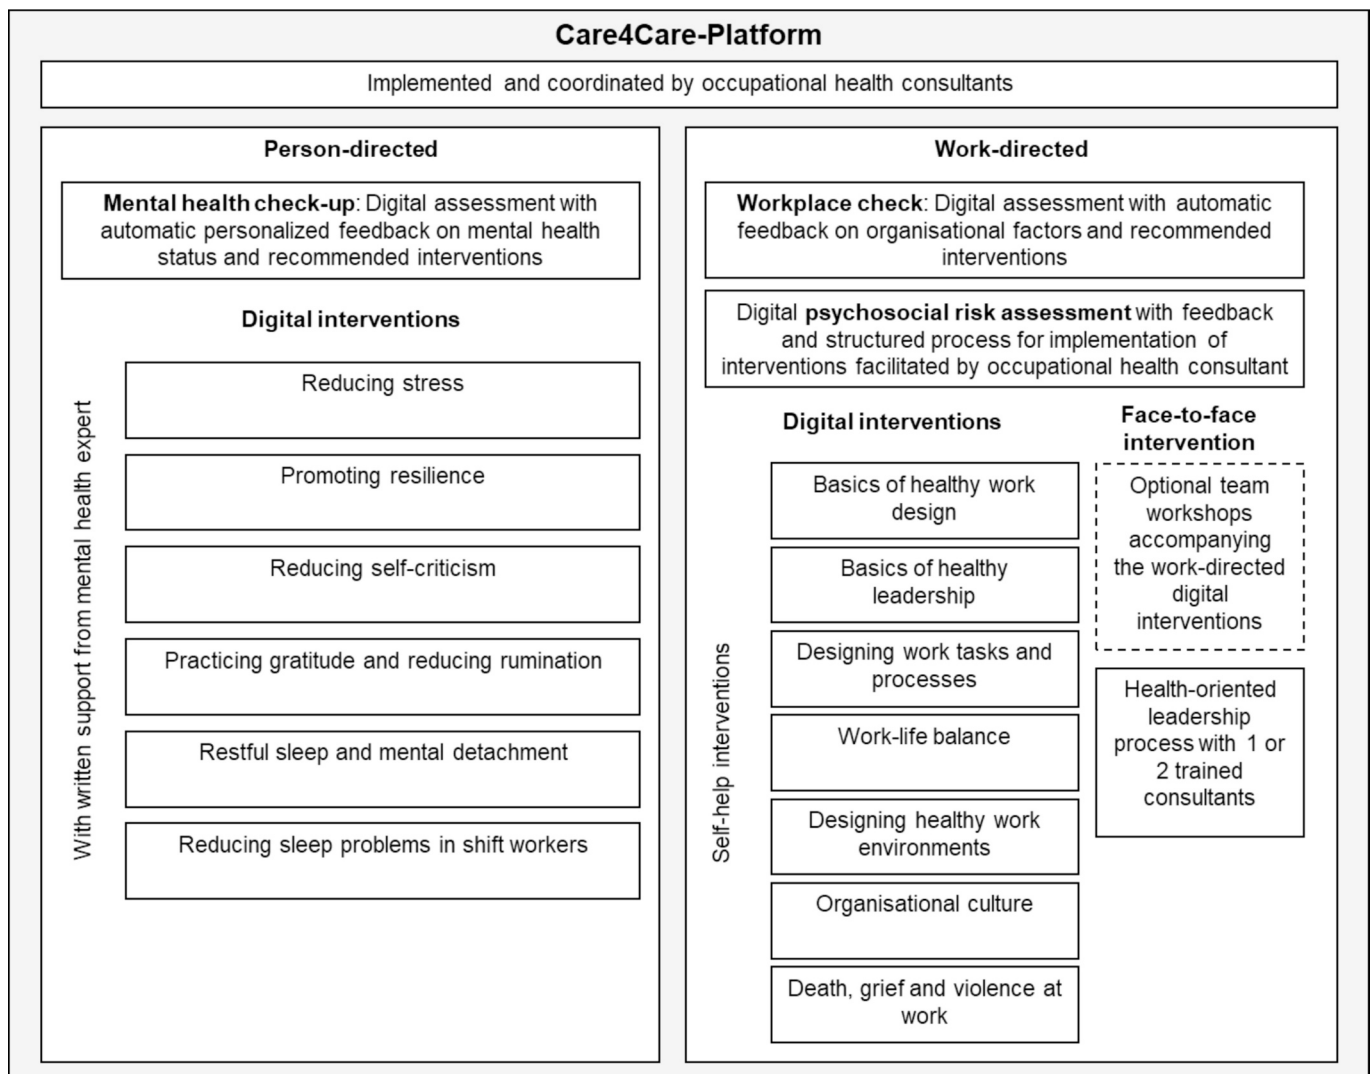 Care4Care-Platform
Implemented and coordinated by occupational health consultants
Person-directed
Mental health check-up: Digital assessment with
automatic personalized feedback on mental health
status and recommended interventions
Digital interventions
With written support from mental health expert
Reducing stress
Promoting resilience
Reducing self-criticism
Practicing gratitude and reducing rumination
Restful sleep and mental detachment
Reducing sleep problems in shift workers
Work-directed
Workplace check: Digital assessment with automatic
feedback on organisational factors and recommended
interventions
Digital psychosocial risk assessment with feedback
and structured process for implementation of
interventions facilitated by occupational health consultant
Digital interventions
Self-help interventions
Basics of healthy work
design
Basics of healthy
leadership
Designing work tasks and
processes
Work-life balance
Designing healthy work
environments
Organisational culture
Death, grief and violence at
work
Face-to-face
intervention
Optional team
workshops
accompanying
the work-directed
digital
interventions
Health-oriented
leadership
process with 1 or
2 trained
consultants